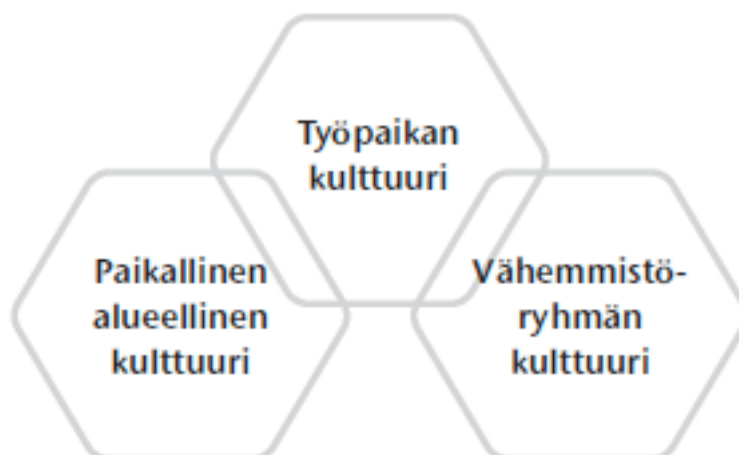 Työpaikan
kulttuuri
Paikallinen
alueellinen
kulttuuri
Vähemmistö-
ryhmän
kulttuuri